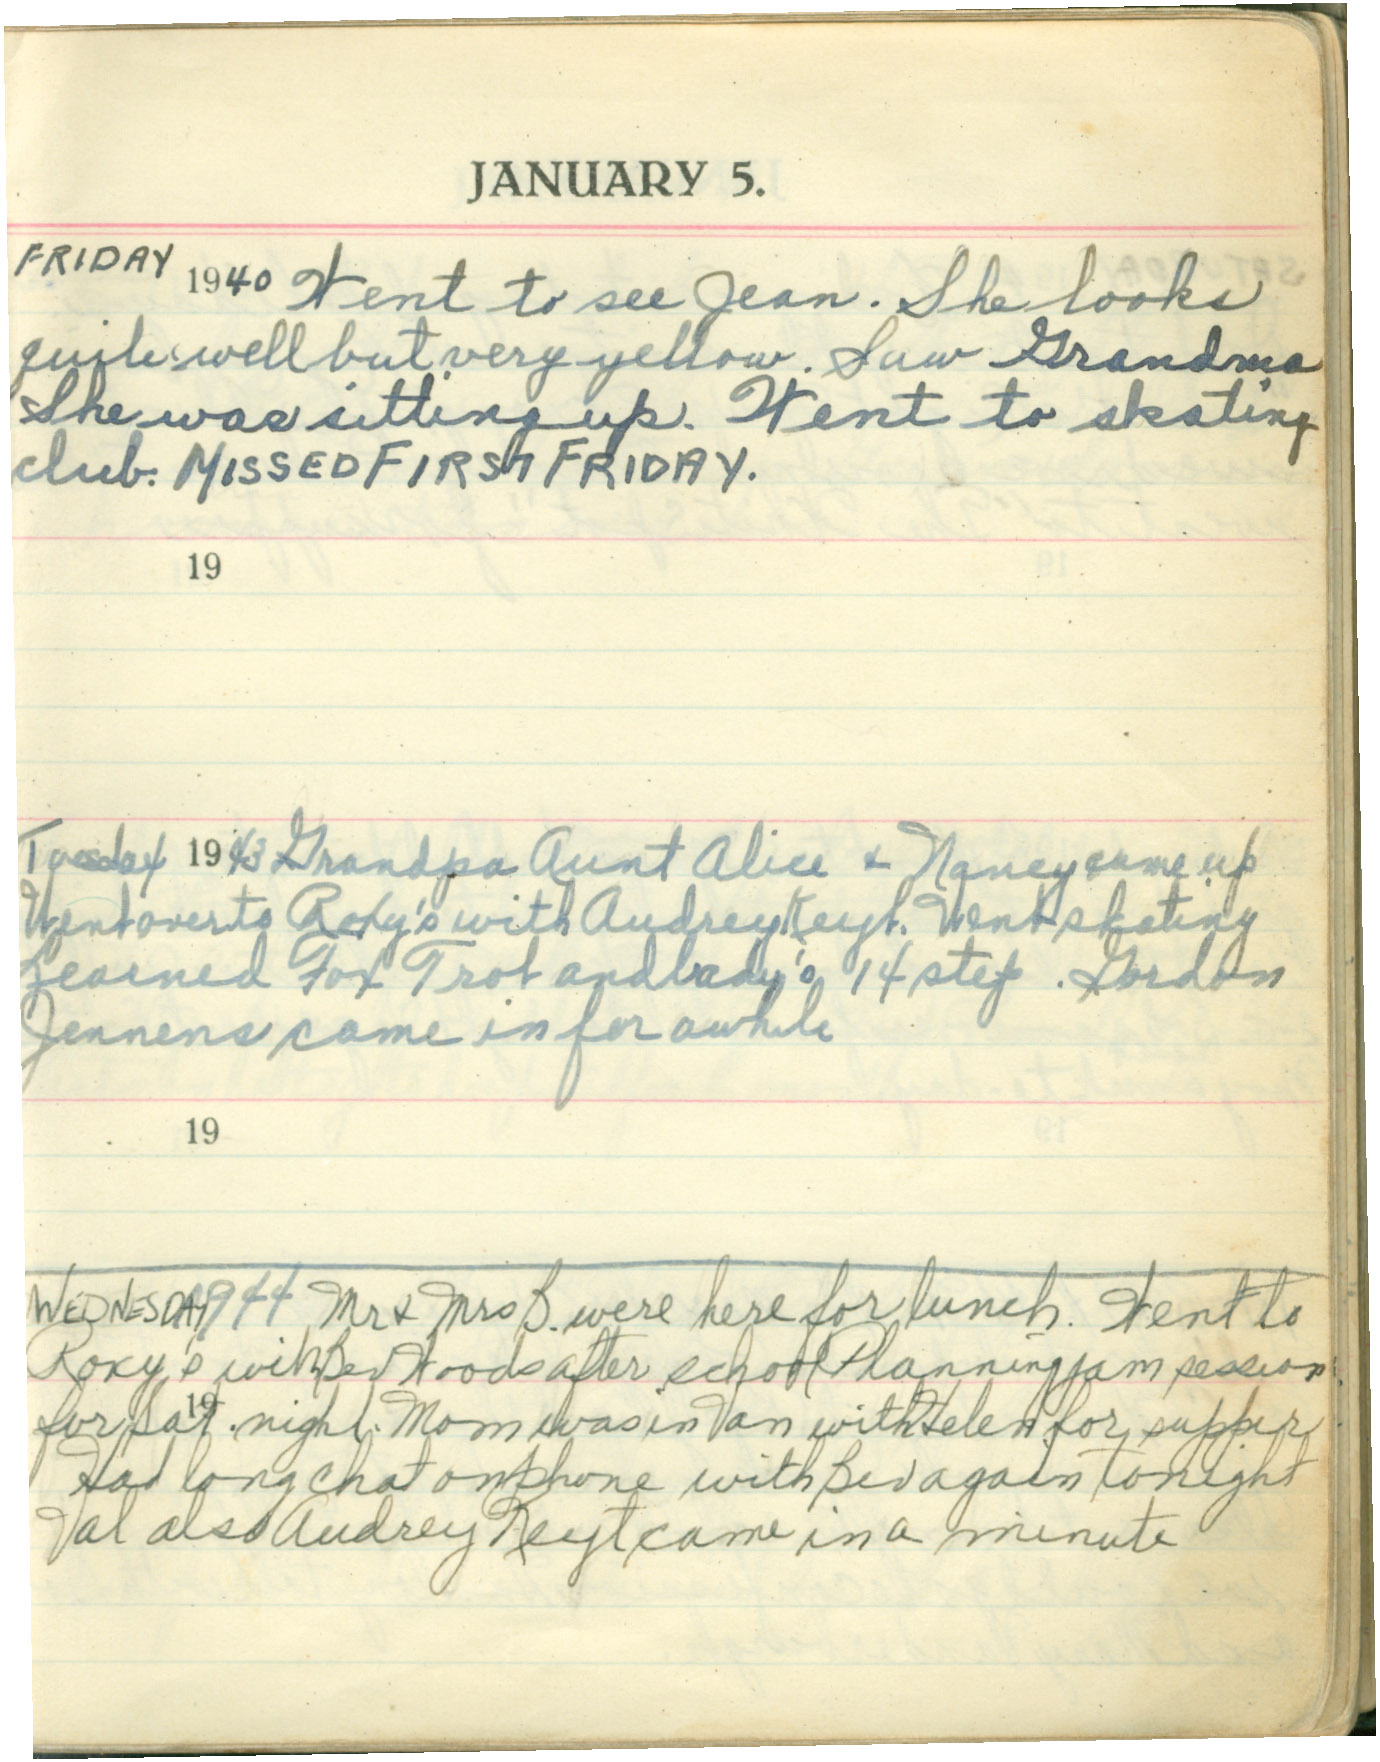 JANUARY 5.
FRIDAY 1940 Went to see Jean. She looks
quite well but very yellow. Saw Grandma
She was sitting up. Went to skating
club. MISSED FIRST FRIDAY.
19
Tuesday 1943 Grandpa Aunt Alice & Nancy came up
Went over to Roxy's with Audrey Reyt. Went skating
Learned Fox Trot and Lady's 14 step. Gordon
Jennens came in for awhile
19
WEDNESDAY 1944 Mr & Mrs B. were here for lunch. Went to
Roxy's with Bev Woods after school Planning jam session
19
for sat. night. Mom was in Van with Helen for supper
Had long chat on phone with Bev again tonight
Val also Audrey Reyt came in a minute